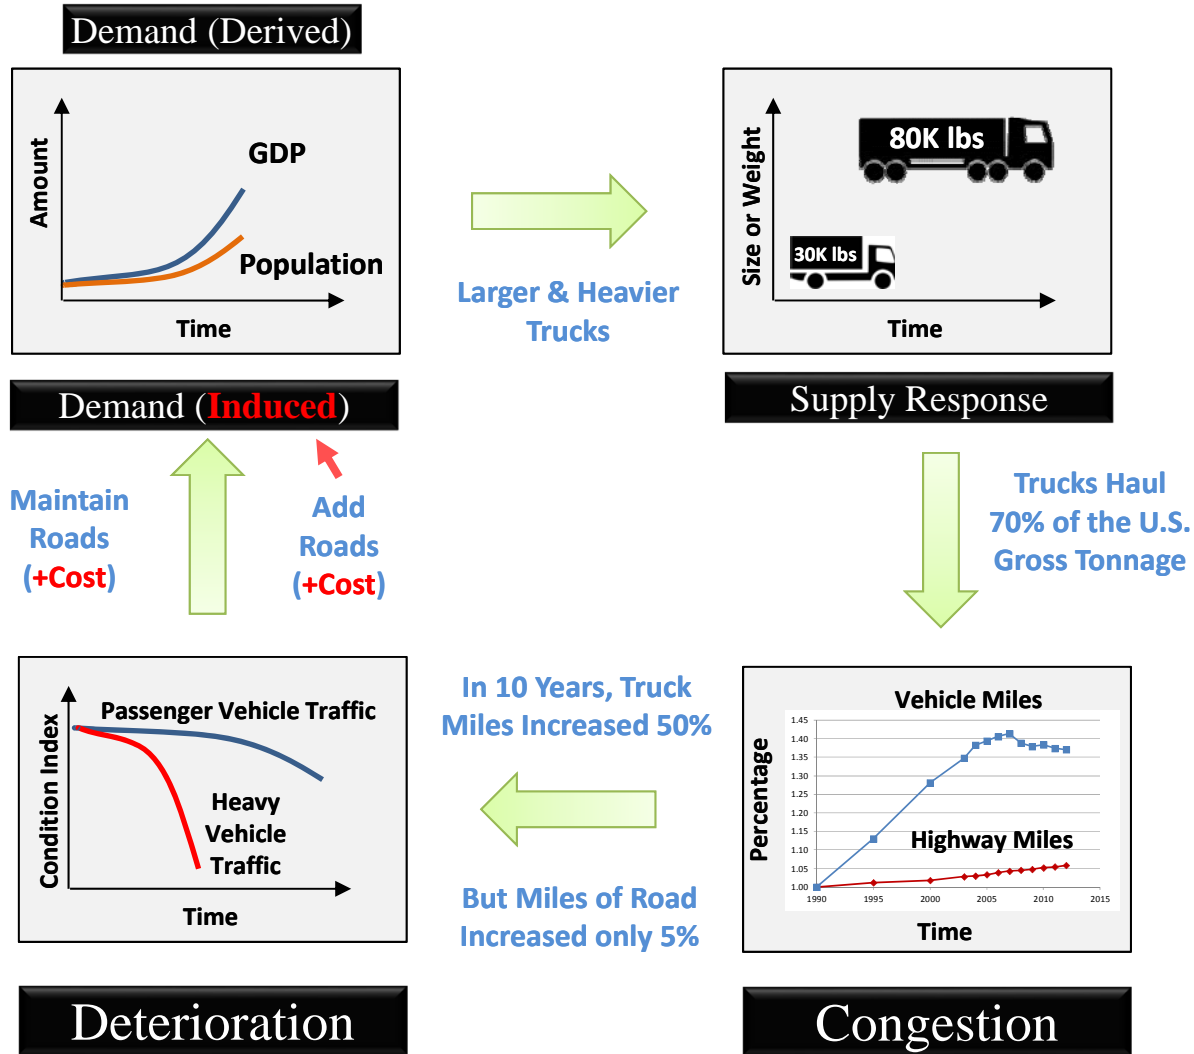 Demand (Derived)
Amount
GDP
Population
Time
Larger & Heavier
Trucks
Size or Weight
80K lbs
30K lbs
Time
Demand (Induced)
Supply Response
Maintain
Roads
(+Cost)
Add
Roads
(+Cost)
Trucks Haul
70% of the U.S.
Gross Tonnage
Condition Index
Passenger Vehicle Traffic
Heavy
Vehicle
Traffic
Time
In 10 Years, Truck
Miles Increased 50%
But Miles of Road
Increased only 5%
Vehicle Miles
Percentage
1.45
1.40
1.35
1.30
1.25
1.20
1.15
1.10
1.05
1.00
Highway Miles
1990
1995
2000
2005
2010
2015
Time
Deterioration
Congestion